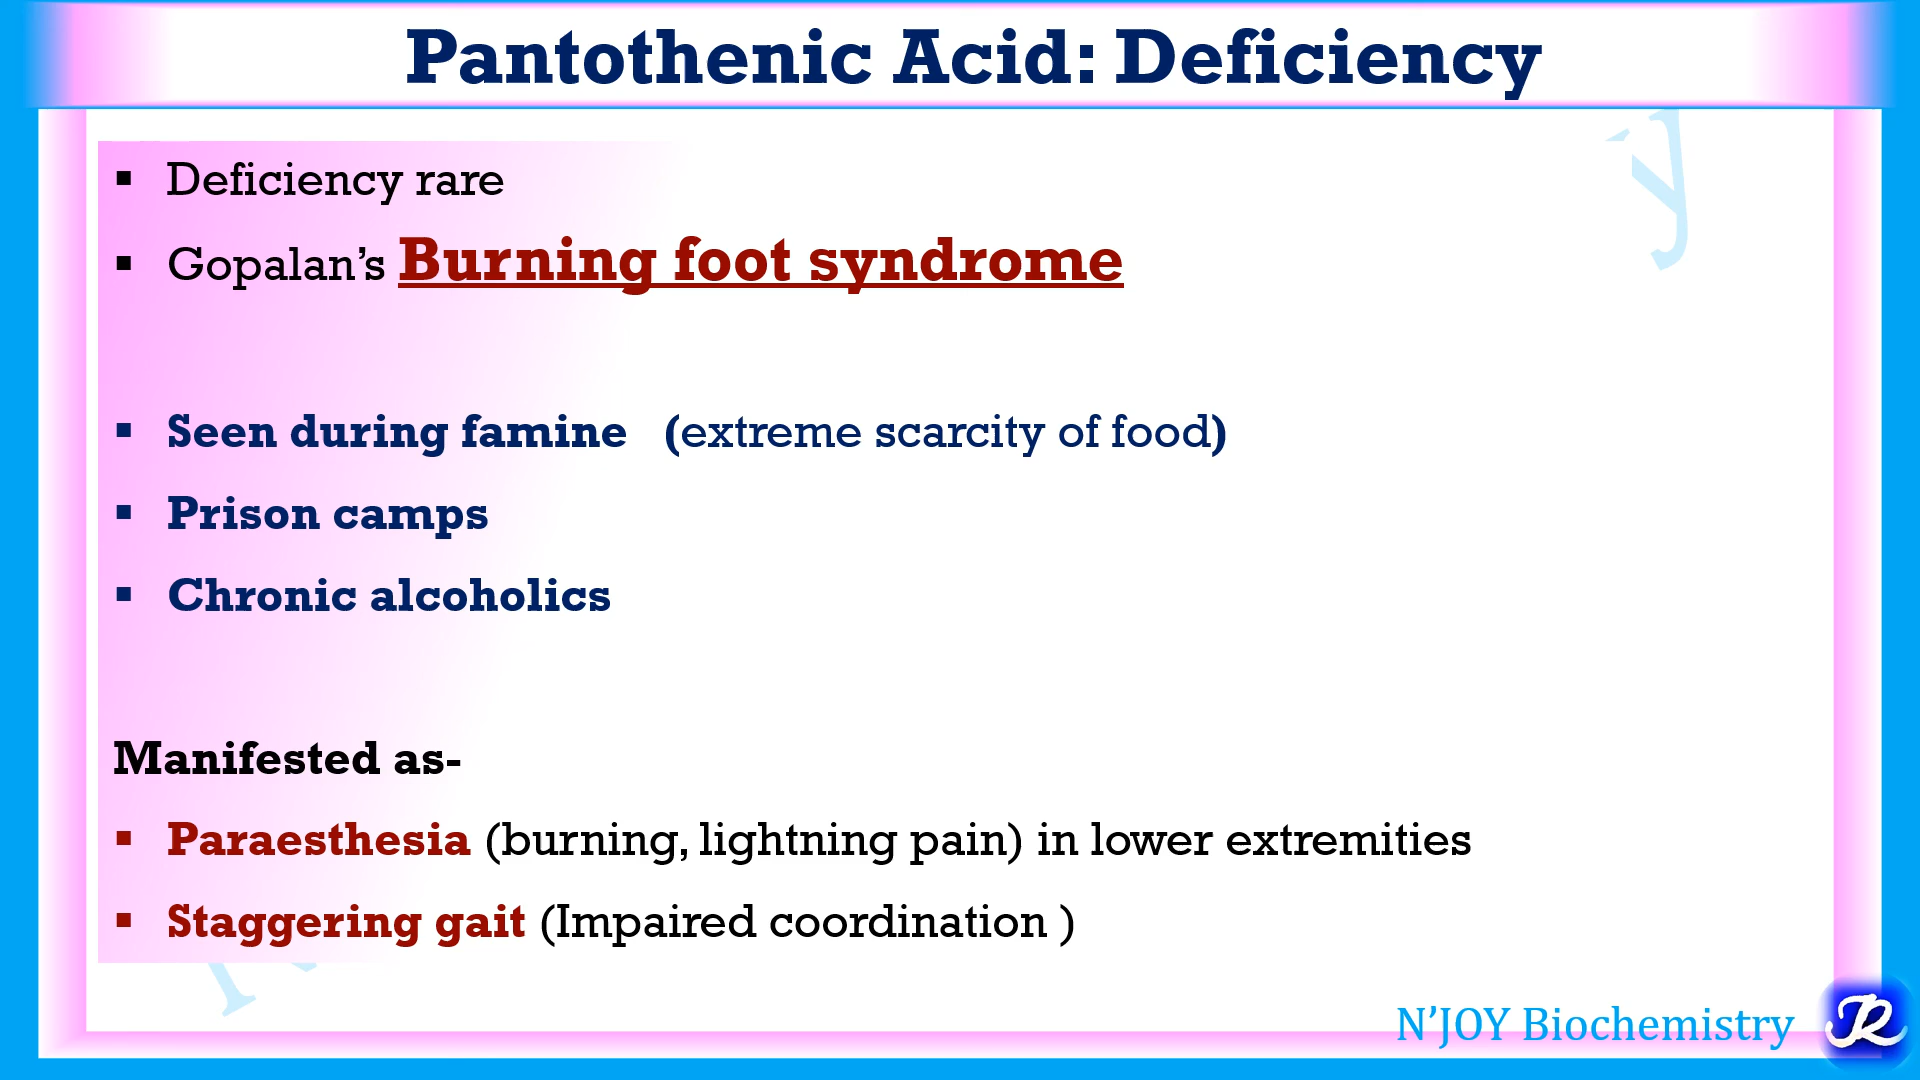 Pantothenic Acid: Deficiency
▪ Deficiency rare
▪ Gopalan’s Burning foot syndrome
▪ Seen during famine (extreme scarcity of food)
▪ Prison camps
▪ Chronic alcoholics
Manifested as-
▪ Paraesthesia (burning, lightning pain) in lower extremities
▪ Staggering gait (Impaired coordination )
N’JOY Biochemistry